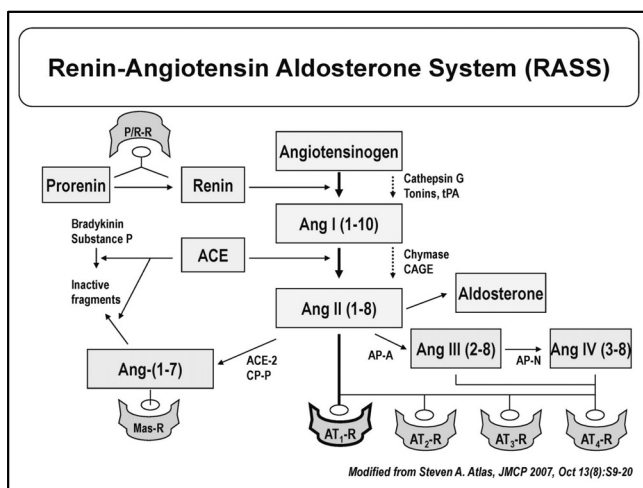 Renin-Angiotensin Aldosterone System (RASS)
P/R-R
Angiotensinogen
Prorenin
Renin
Cathepsin G
Tonins, tPA
Ang I (1-10)
Bradykinin
Substance P
ACE
Chymase
CAGE
Inactive
fragments
Ang II (1-8)
Aldosterone
Ang-(1-7)
ACE-2
CP-P
AP-A
Ang III (2-8)
AP-N
Ang IV (3-8)
Mas-R
AT1-R
AT2-R
AT3-R
AT4-R
Modified from Steven A. Atlas, JMCP 2007, Oct 13(8):S9-20